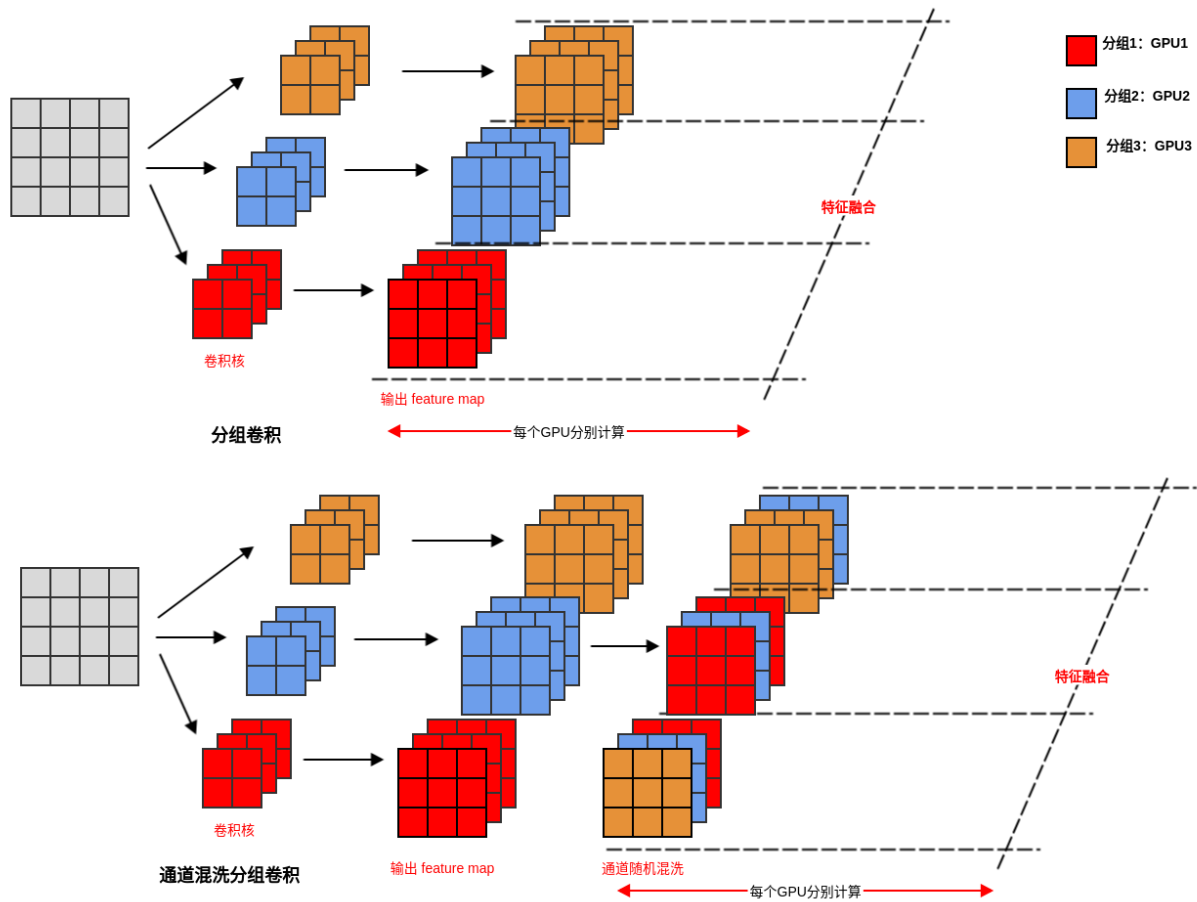 分组1：GPU1
分组2：GPU2
分组3：GPU3
特征融合
卷积核
输出 feature map
分组卷积
每个GPU分别计算
特征融合
卷积核
输出 feature map
通道随机混洗
通道混洗分组卷积
每个GPU分别计算